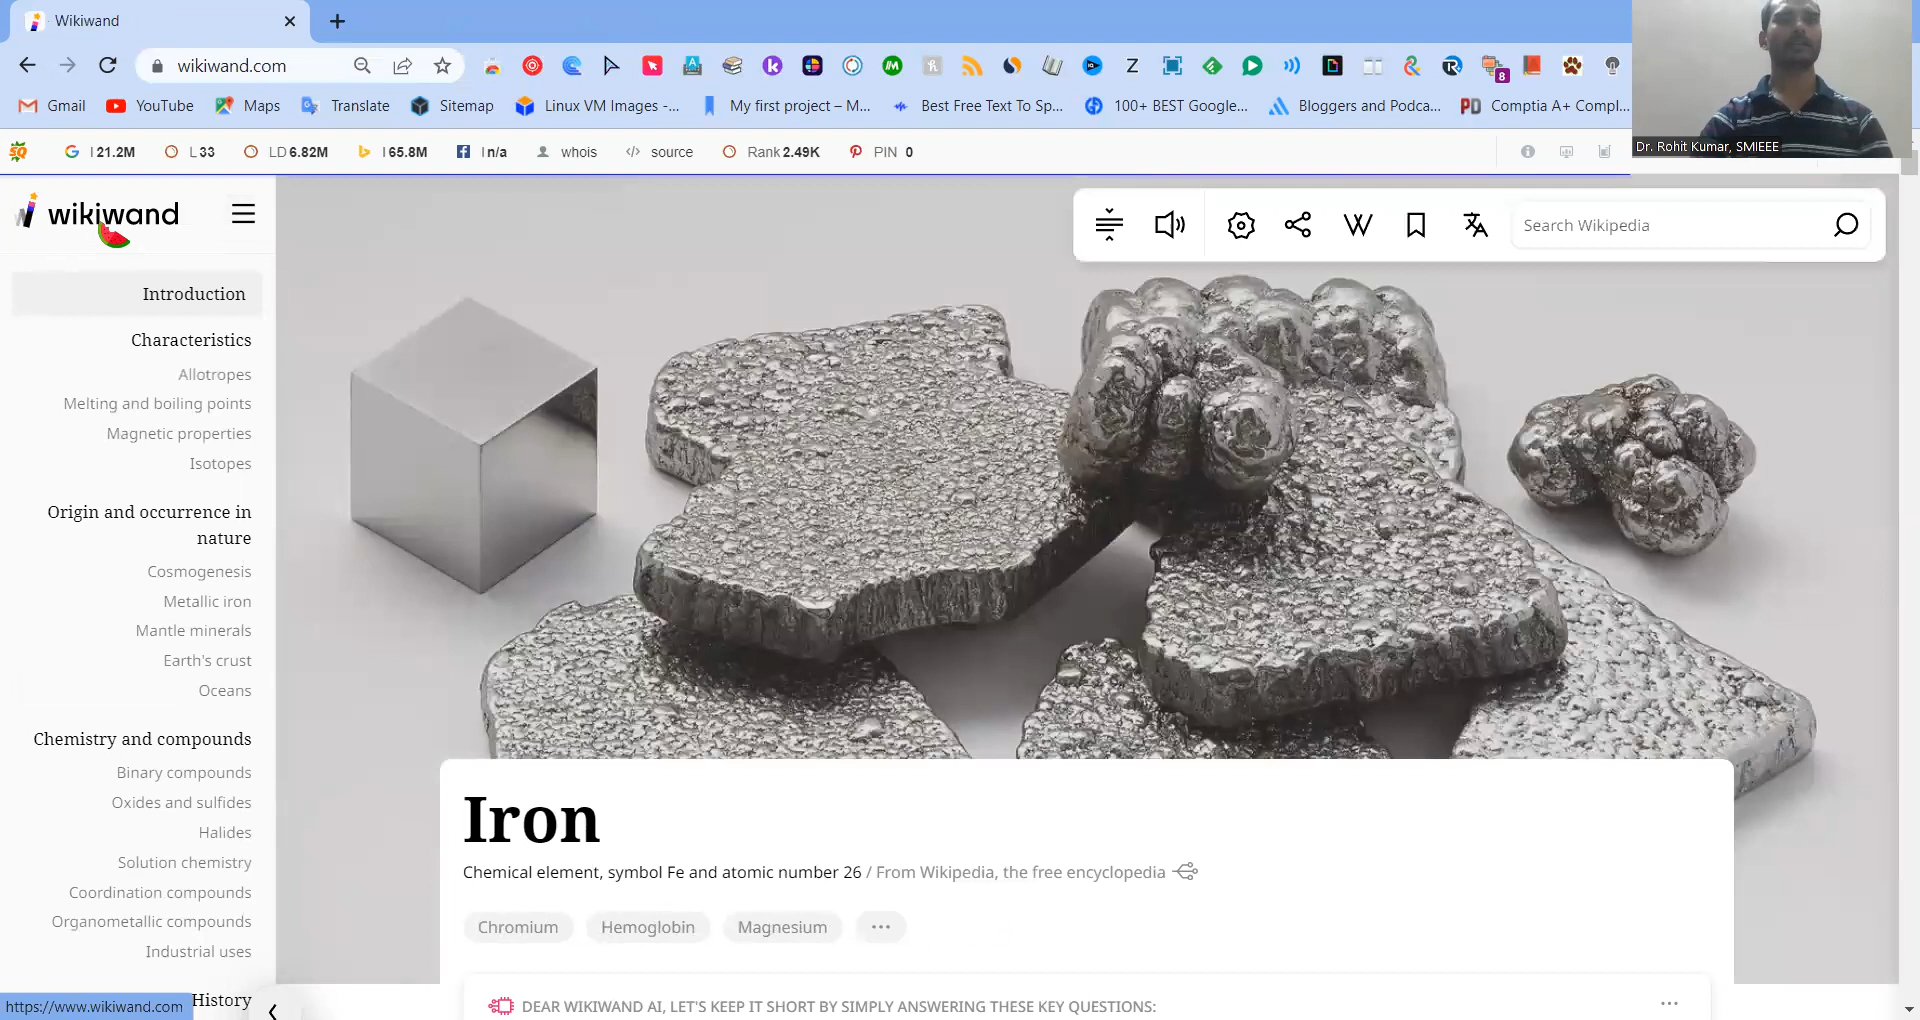 Wikiwand
wikiwand.com
8
Gmail YouTube Maps Translate Sitemap Linux VM Images -... My first project – M... Best Free Text To Sp... 100+ BEST Google... Bloggers and Podca... PD Comptia A+ Compl...
SQ G I 21.2M L 33 LD 6.82M I 65.8M I n/a whois source Rank 2.49K PIN 0
Dr. Rohit Kumar, SMIEEE
wikiwand
Search Wikipedia
Introduction
Characteristics
Allotropes
Melting and boiling points
Magnetic properties
Isotopes
Origin and occurrence in
nature
Cosmogenesis
Metallic iron
Mantle minerals
Earth's crust
Oceans
Chemistry and compounds
Binary compounds
Oxides and sulfides
Halides
Solution chemistry
Coordination compounds
Organometallic compounds
Industrial uses
History
https://www.wikiwand.com
Iron
Chemical element, symbol Fe and atomic number 26 / From Wikipedia, the free encyclopedia
Chromium Hemoglobin Magnesium ...
DEAR WIKIWAND AI, LET'S KEEP IT SHORT BY SIMPLY ANSWERING THESE KEY QUESTIONS: ...